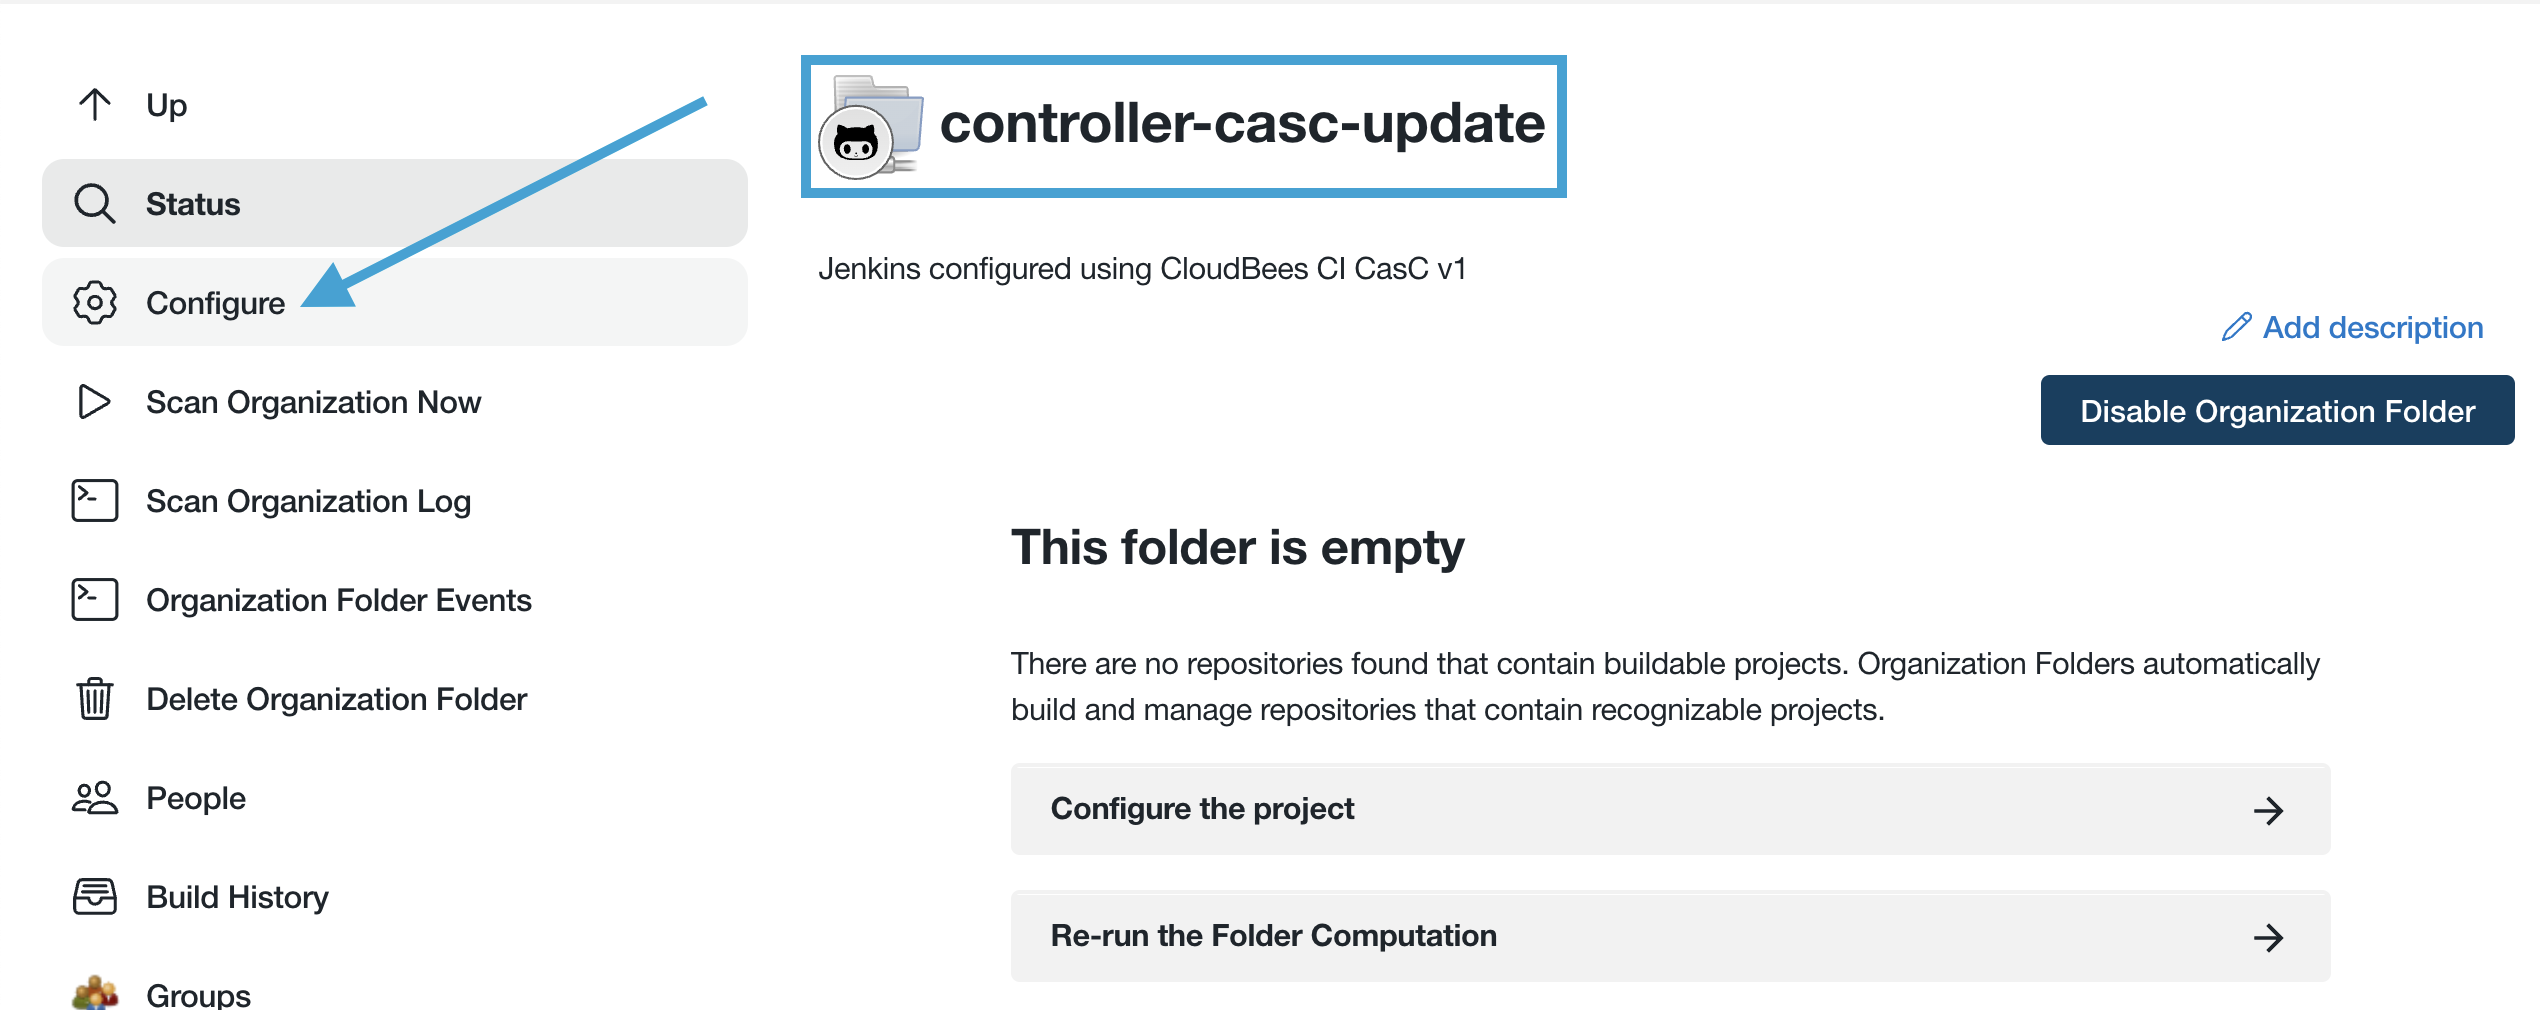 Up
Status
Configure
Scan Organization Now
Scan Organization Log
Organization Folder Events
Delete Organization Folder
People
Build History
Groups
controller-casc-update
Jenkins configured using CloudBees CI CasC v1
Add description
Disable Organization Folder
This folder is empty
There are no repositories found that contain buildable projects. Organization Folders automatically
build and manage repositories that contain recognizable projects.
Configure the project
Re-run the Folder Computation